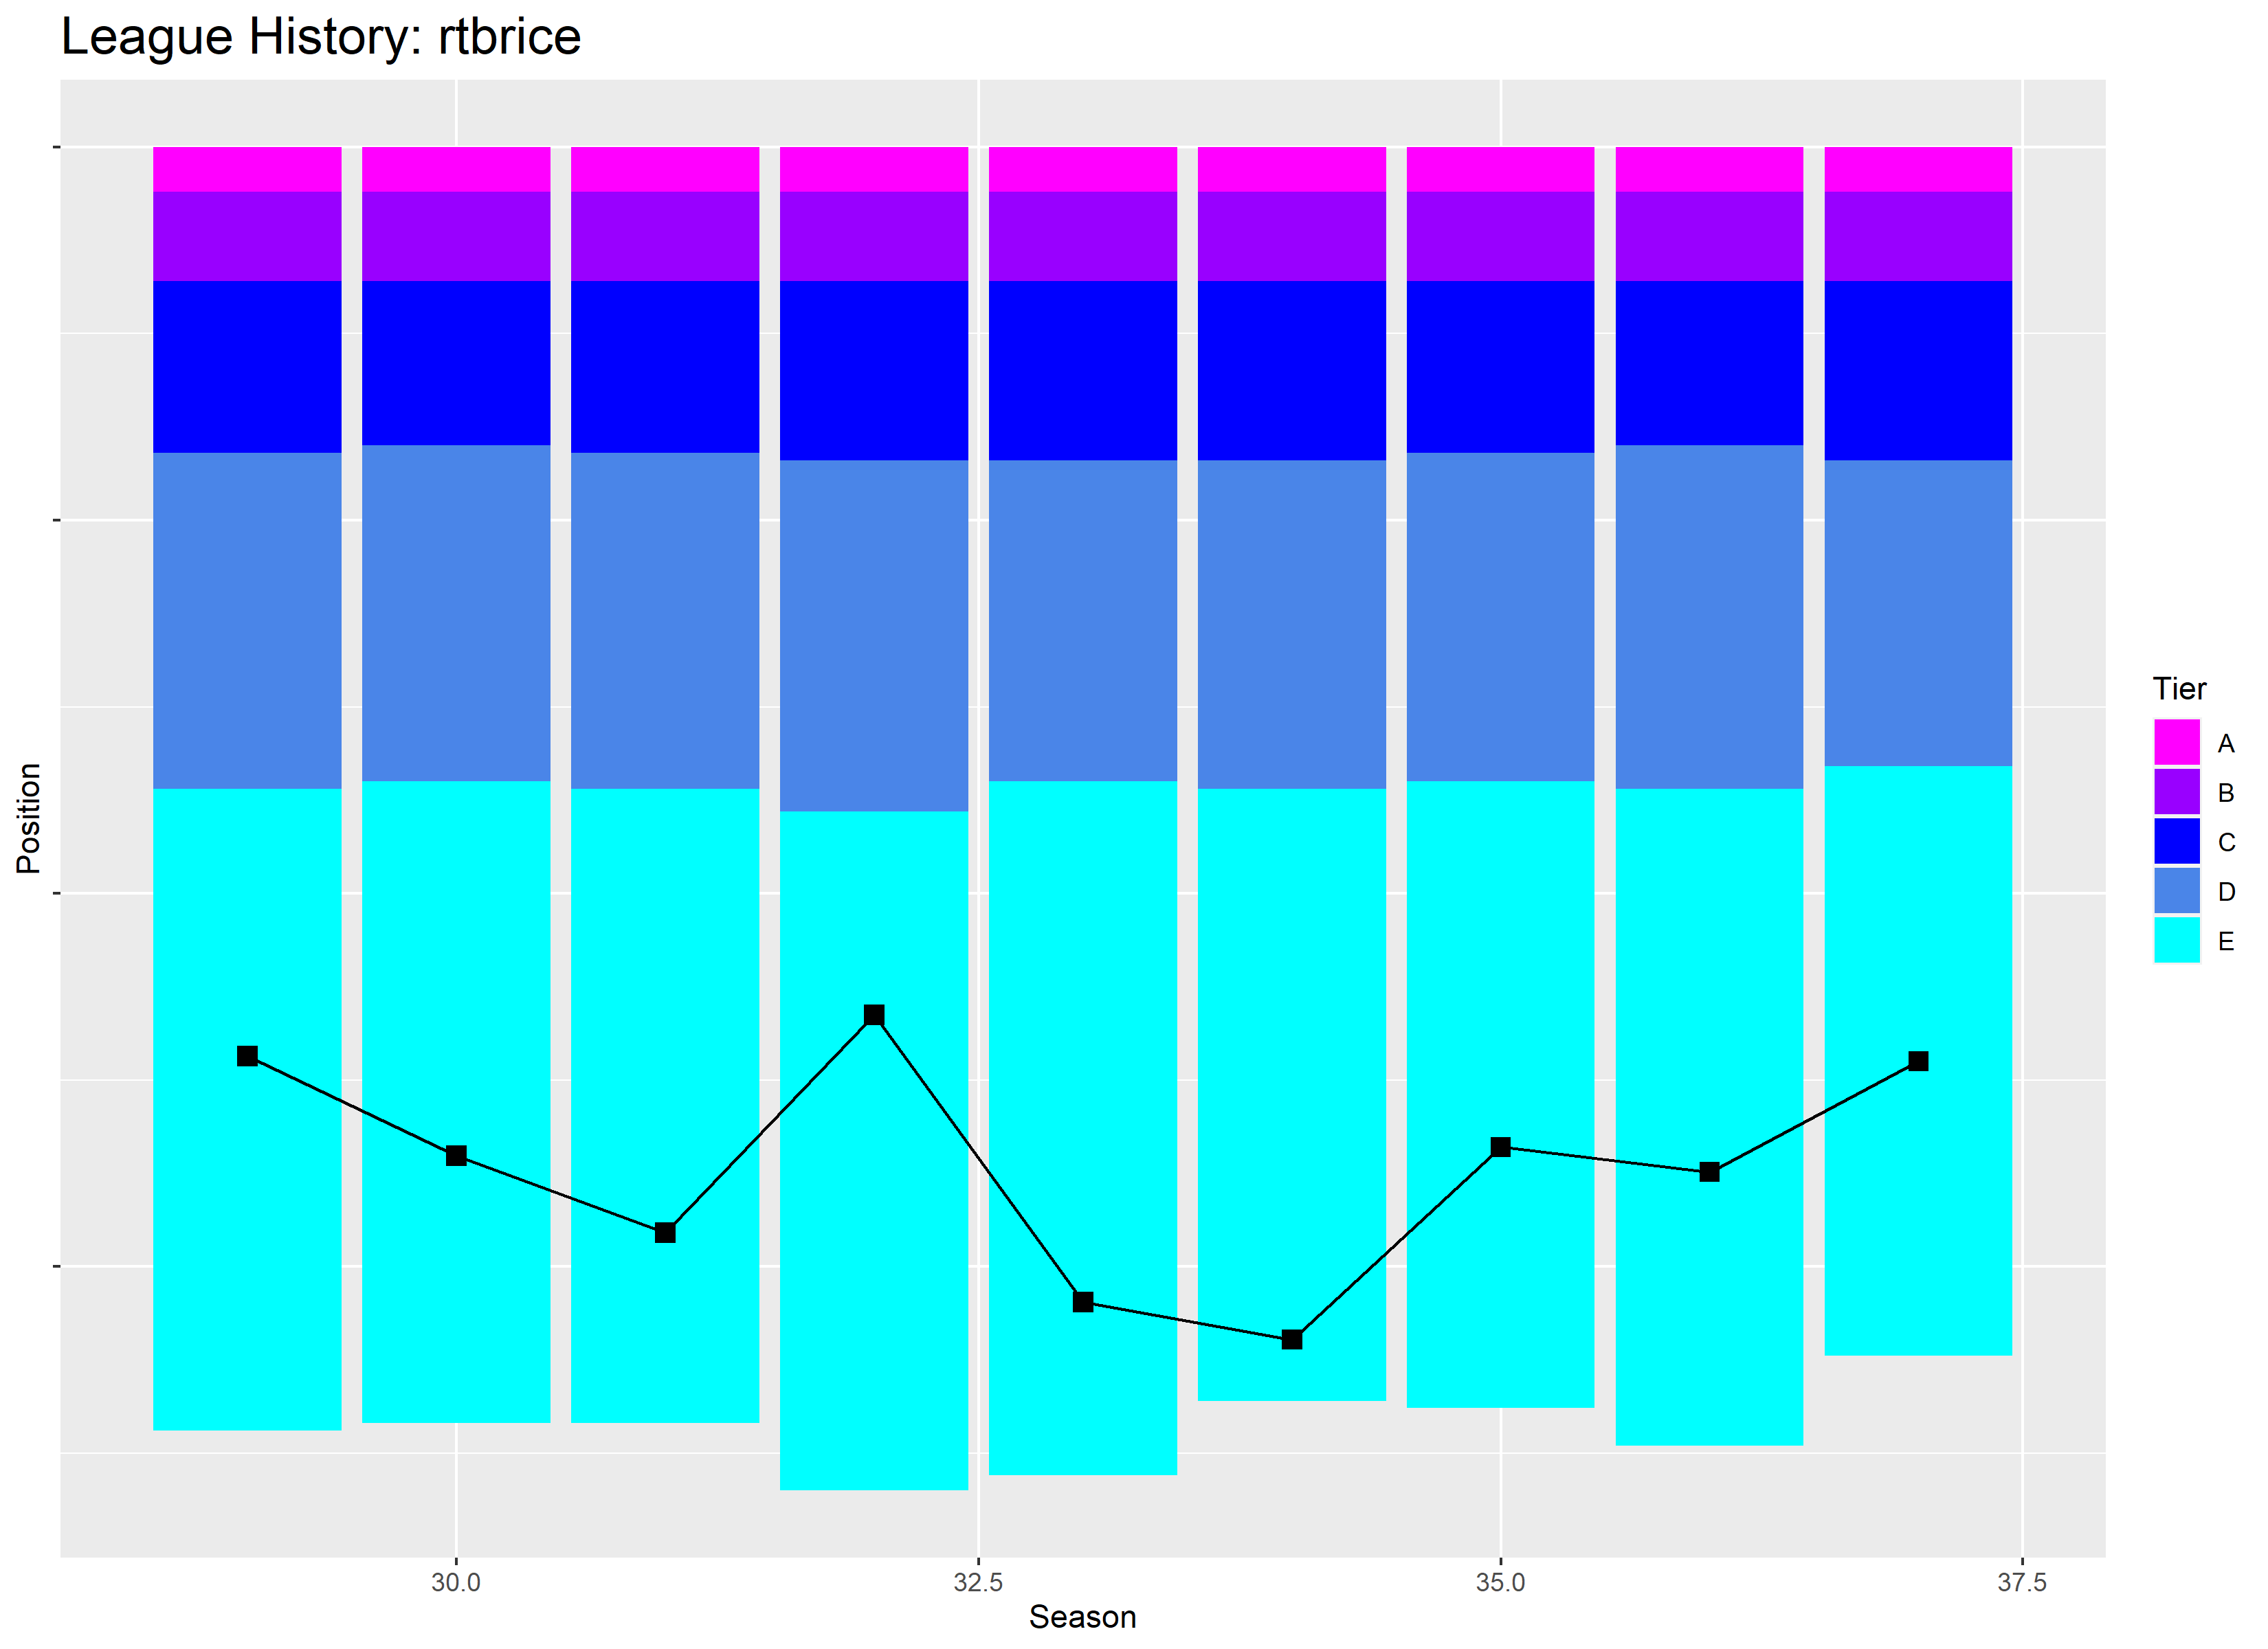 League History: rtbrice
Position
Tier
A
B
C
D
E
30.0
32.5
35.0
37.5
Season